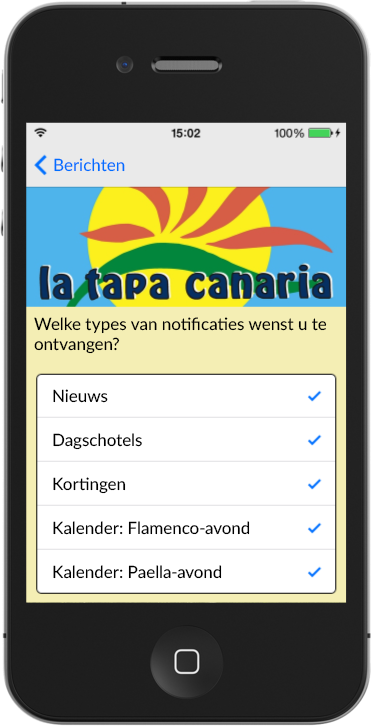 15:02
100%
Berichten
la tapa canaria
Welke types van notificaties wenst u te
ontvangen?
Nieuws
Dagschotels
Kortingen
Kalender: Flamenco-avond
Kalender: Paella-avond